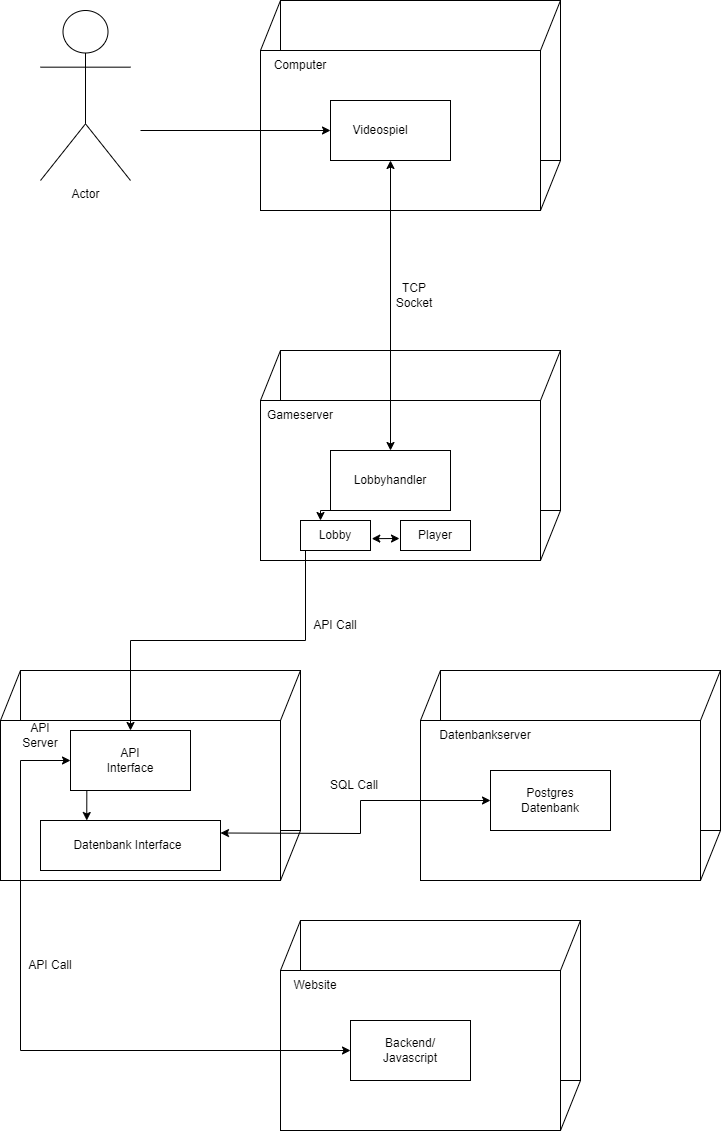 Computer
Videospiel
Actor
TCP
Socket
Gameserver
Lobbyhandler
Lobby
Player
API Call
API
Server
API
Interface
Datenbank Interface
SQL Call
Datenbankserver
Postgres
Datenbank
API Call
Website
Backend/
Javascript